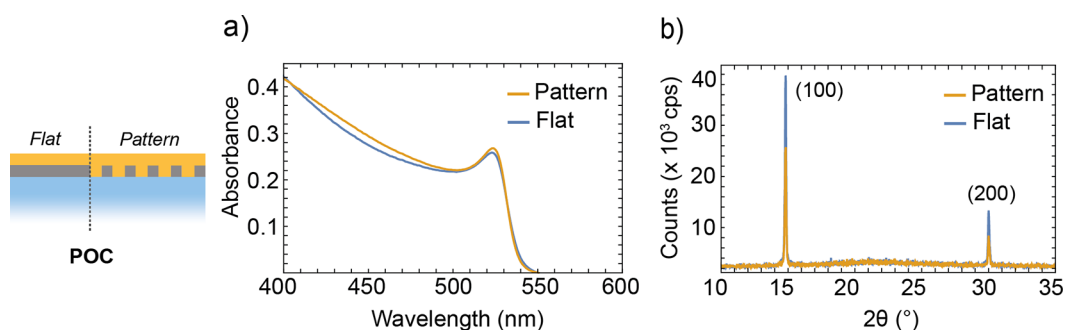 Flat
Pattern
POC
a)
Absorbance
0.4
0.3
0.2
0.1
Pattern
Flat
400
450
500
550
600
Wavelength (nm)
b)
Counts (x 10³ cps)
40
30
20
10
(100)
(200)
Pattern
Flat
10
15
20
25
30
35
2θ (°)